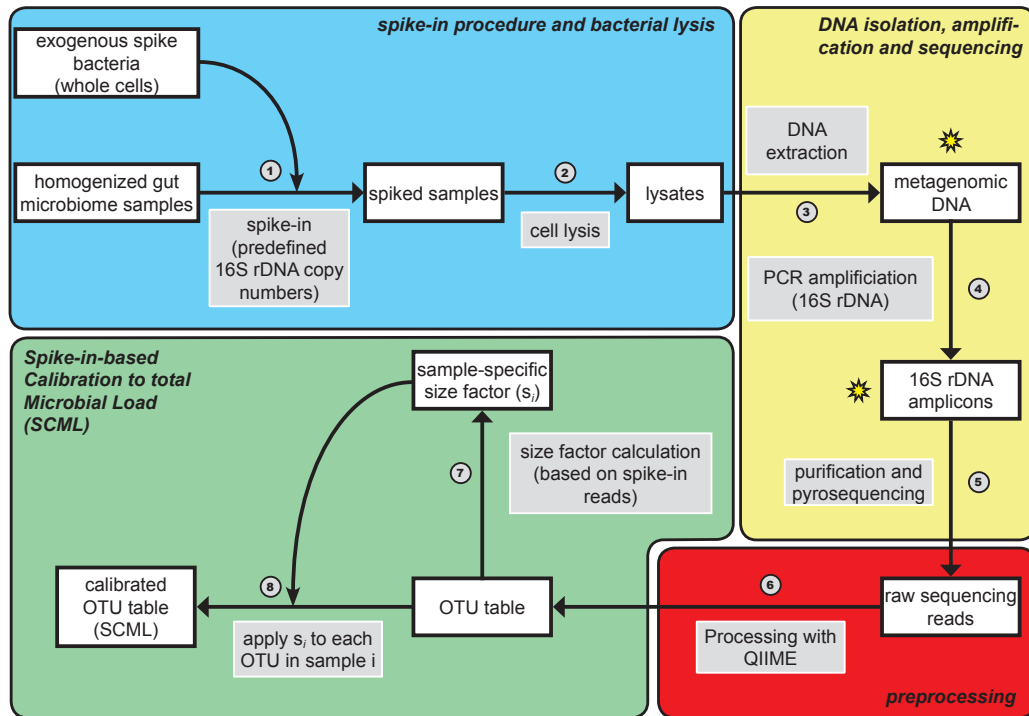 spike-in procedure and bacterial lysis
exogenous spike
bacteria
(whole cells)
homogenized gut
microbiome samples
1
spike-in
(predefined
16S rDNA copy
numbers)
spiked samples
2
cell lysis
lysates
DNA isolation, amplifi-
cation and sequencing
DNA
extraction
3
metagenomic
DNA
PCR amplificiation
(16S rDNA)
4
16S rDNA
amplicons
purification and
pyrosequencing
5
raw sequencing
reads
6
Processing with
QIIME
preprocessing
Spike-in-based
Calibration to total
Microbial Load
(SCML)
sample-specific
size factor (si)
7
size factor calculation
(based on spike-in
reads)
OTU table
8
apply si to each
OTU in sample i
calibrated
OTU table
(SCML)